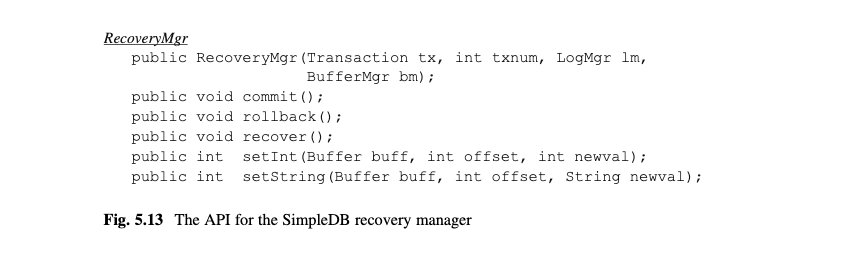 RecoveryMgr
public RecoveryMgr(Transaction tx, int txnum, LogMgr lm,
BufferMgr bm);
public void commit();
public void rollback();
public void recover();
public int setInt(Buffer buff, int offset, int newval);
public int setString(Buffer buff, int offset, String newval);
Fig. 5.13 The API for the SimpleDB recovery manager